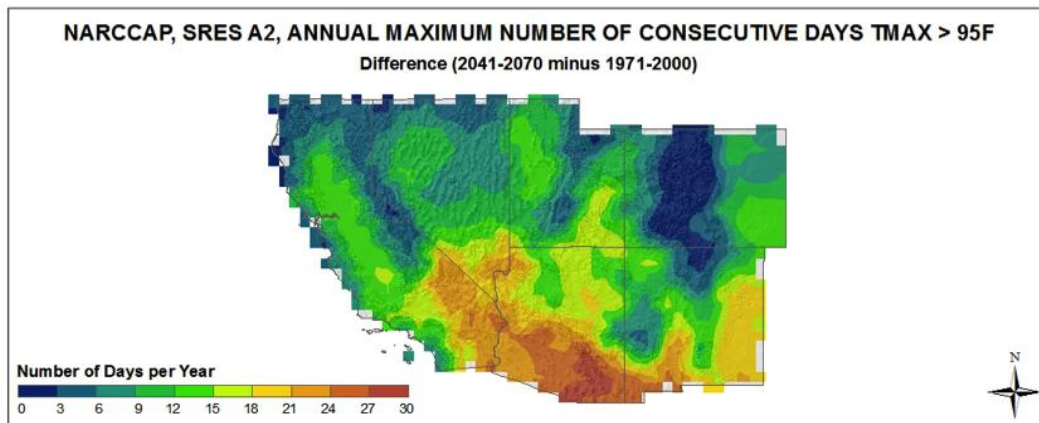 NARCCAP, SRES A2, ANNUAL MAXIMUM NUMBER OF CONSECUTIVE DAYS TMAX > 95F
Difference (2041-2070 minus 1971-2000)
Number of Days per Year
0 3 6 9 12 15 18 21 24 27 30
N